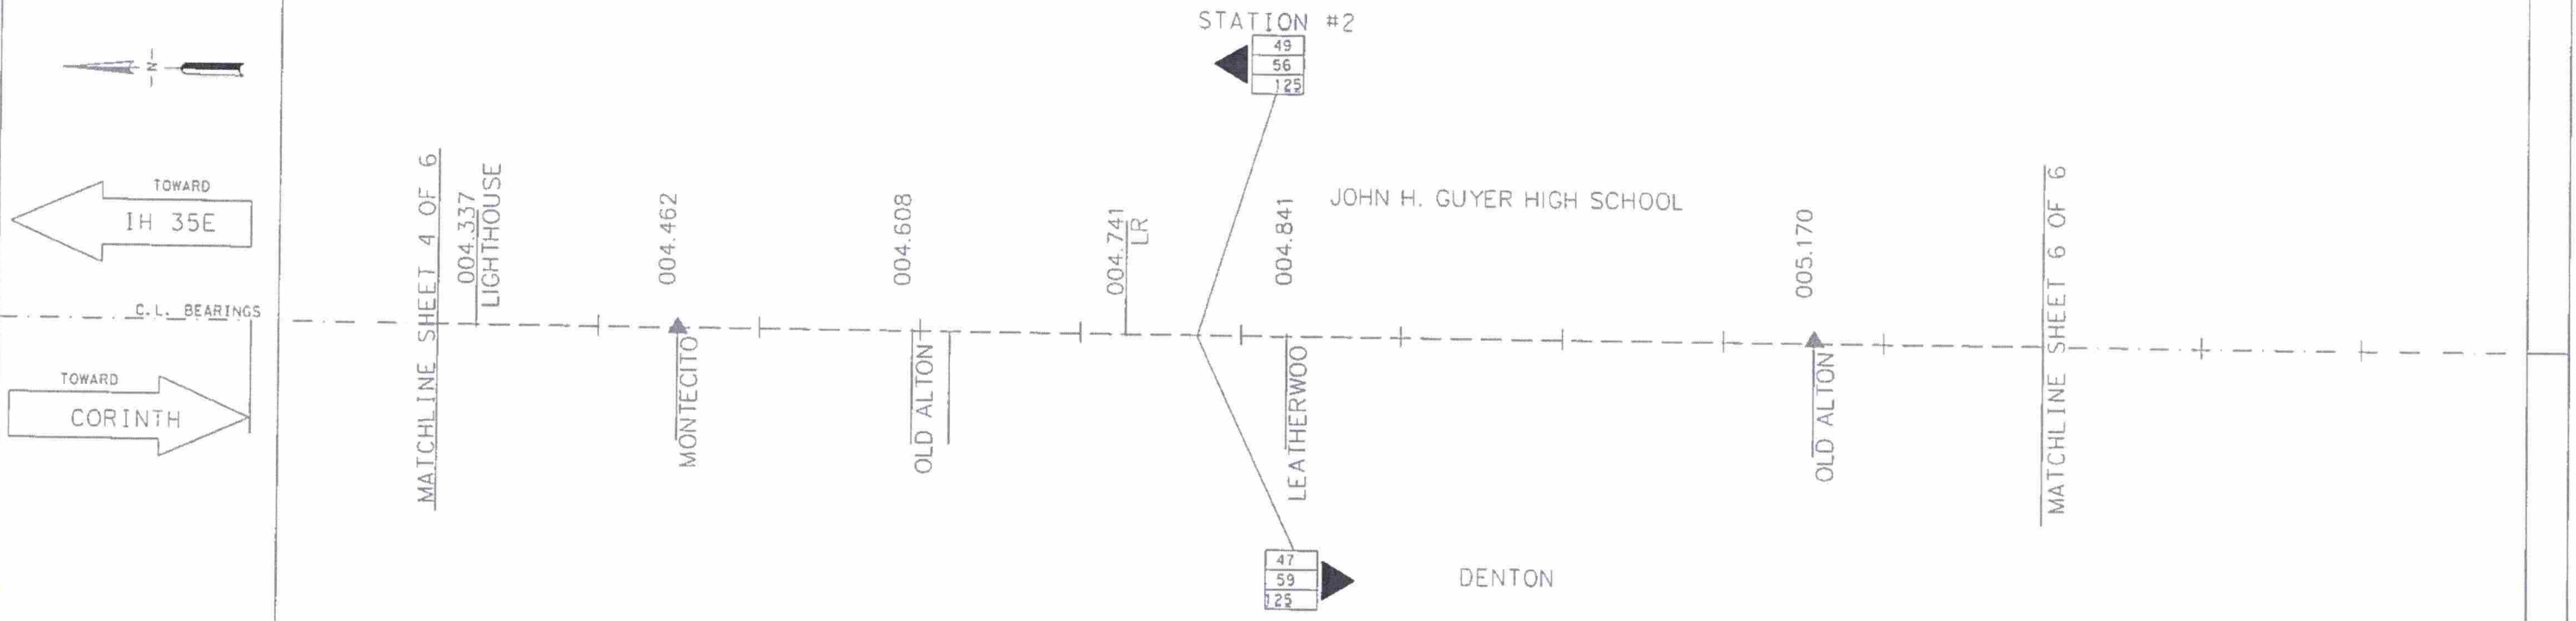 STATION #2
49
56
125
-N-
TOWARD
IH 35E
C.L. BEARINGS
TOWARD
CORINTH
MATCHLINE SHEET 4 OF 6
004.337
LIGHTHOUSE
004.462
MONTECITO
004.608
OLD ALTON
004.741
LR
004.841
LEATHERWOO
JOHN H. GUYER HIGH SCHOOL
005.170
OLD ALTON
MATCHLINE SHEET 6 OF 6
47
59
125
DENTON